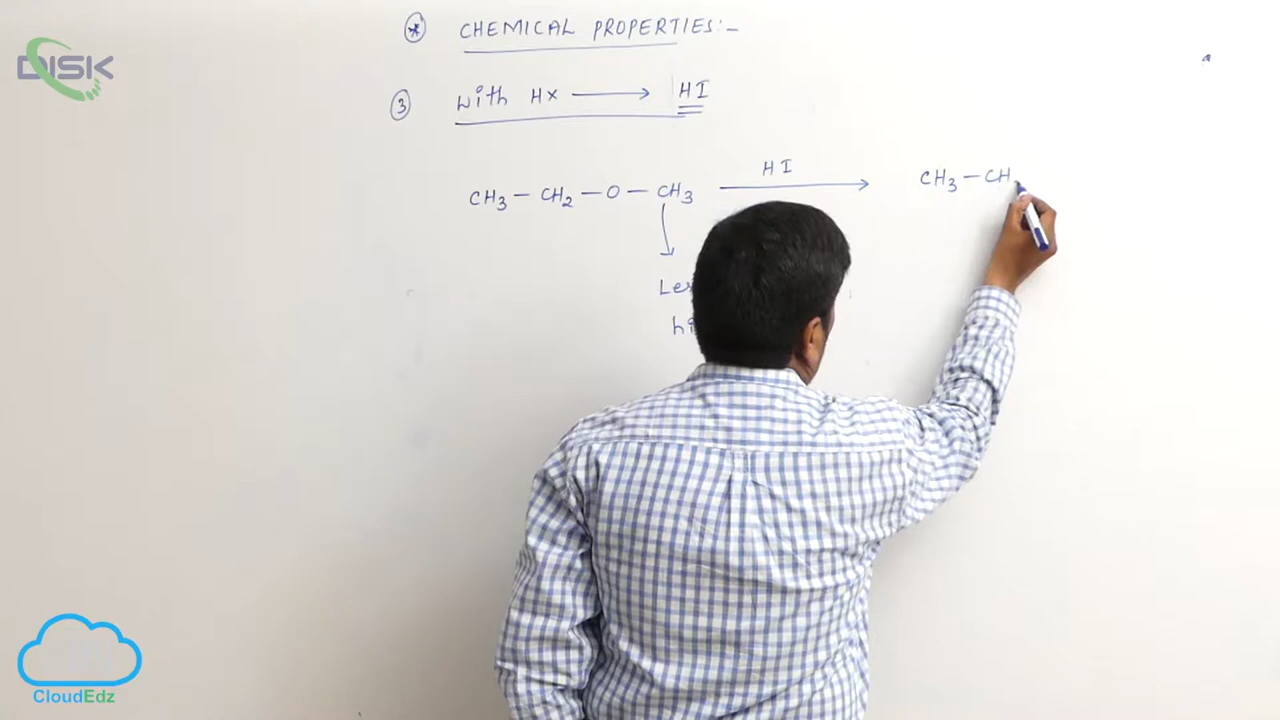 * CHEMICAL PROPERTIES:-
DISK
3 with HX ⟶ HI
HI
CH3 - CH2 - O - CH3 ⟶ CH3 - CH
CloudEdz